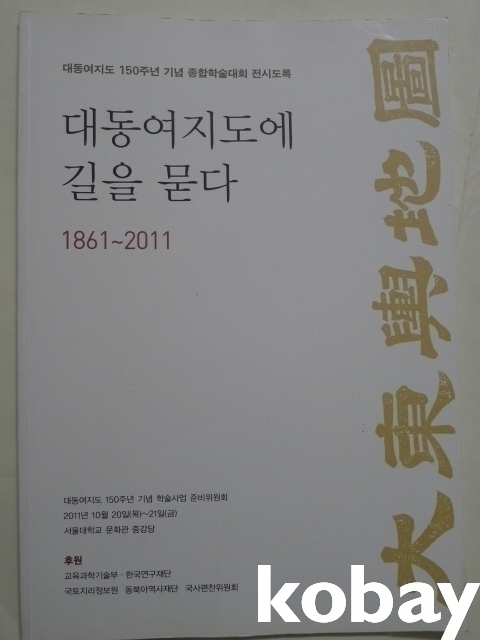 대동여지도 150주년 기념 종합학술대회 전시도록
대동여지도에
길을 묻다
1861~2011
大東輿地圖
대동여지도 150주년 기념 학술사업 준비위원회
2011년 10월 20일(목)~21일(금)
서울대학교 문화관 중강당
후원
교육과학기술부 · 한국연구재단
국토지리정보원 동북아역사재단 국사편찬위원회
kobay